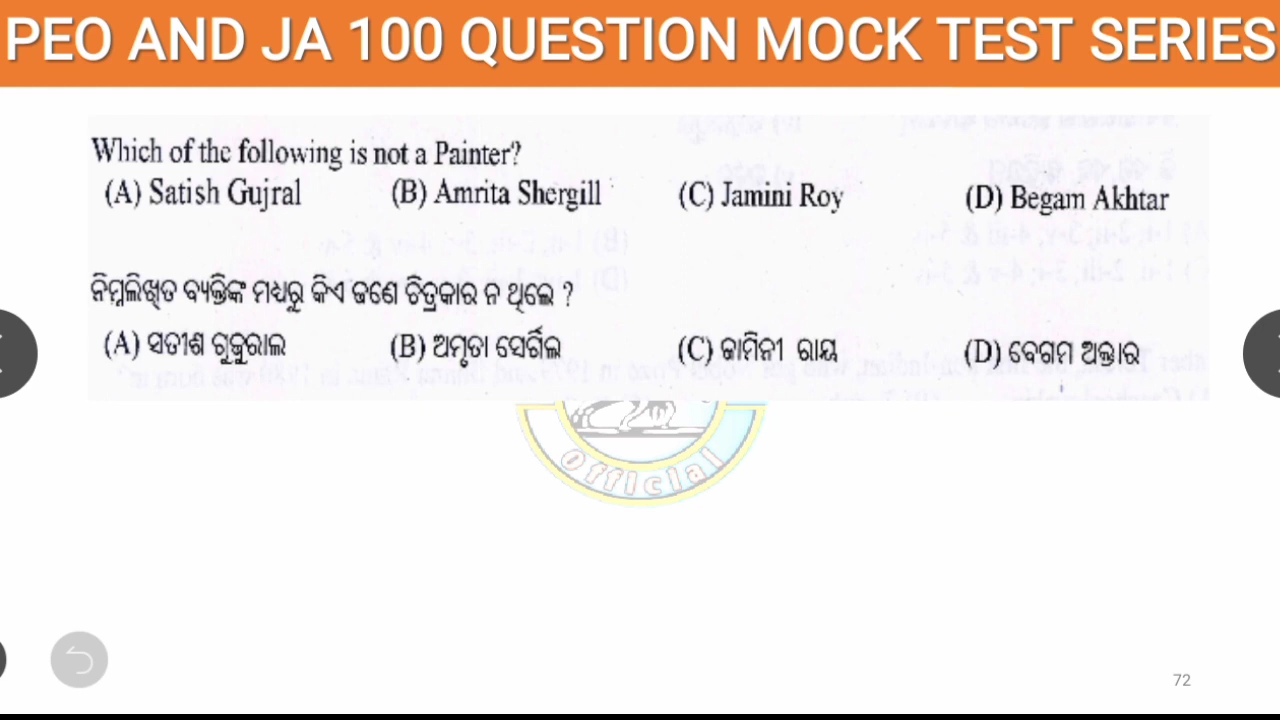 PEO AND JA 100 QUESTION MOCK TEST SERIES
Which of the following is not a Painter?
(A) Satish Gujral (B) Amrita Shergill (C) Jamini Roy (D) Begam Akhtar
ନିମ୍ନଲିଖିତ ବ୍ୟକ୍ତିଙ୍କ ମଧ୍ୟରୁ କିଏ ଜଣେ ଚିତ୍ରକାର ନ ଥିଲେ ?
(A) ସତୀଶ ଗୁଜୁରାଲ (B) ଅମୃତା ସେର୍ଗିଲ (C) ଜାମିନୀ ରାୟ (D) ବେଗମ ଅକ୍ତାର
Official
72